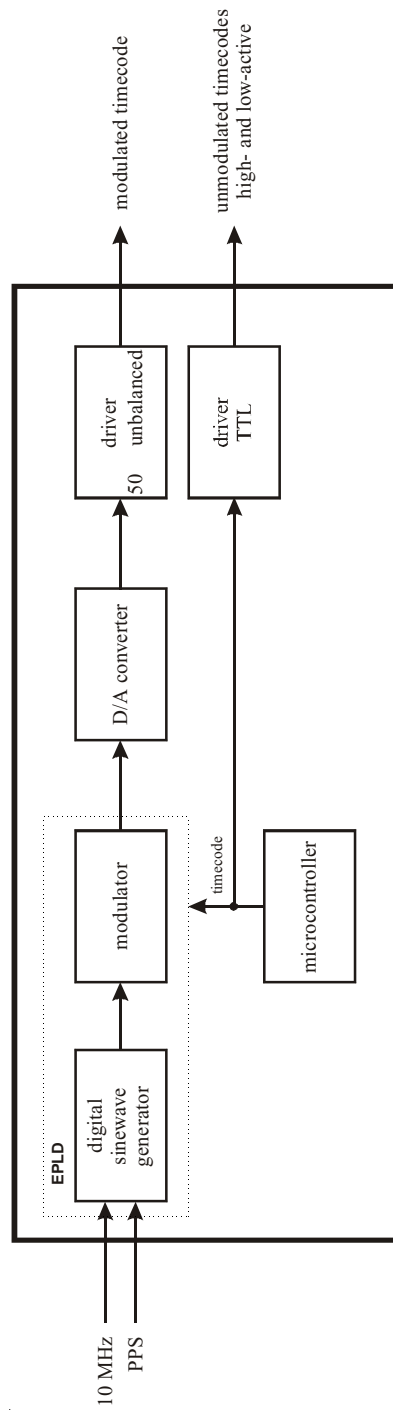 10 MHz
PPS
EPLD
digital
sinewave
generator
modulator
D/A converter
driver
unbalanced
50
modulated timecode
timecode
microcontroller
driver
TTL
unmodulated timecodes
high- and low-active